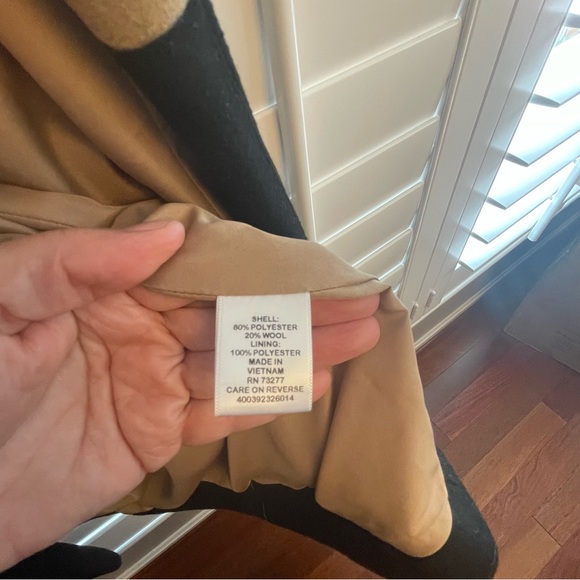 SHELL:
80% POLYESTER
20% WOOL
LINING:
100% POLYESTER
MADE IN
VIETNAM
RN 73277
CARE ON REVERSE
400392326014